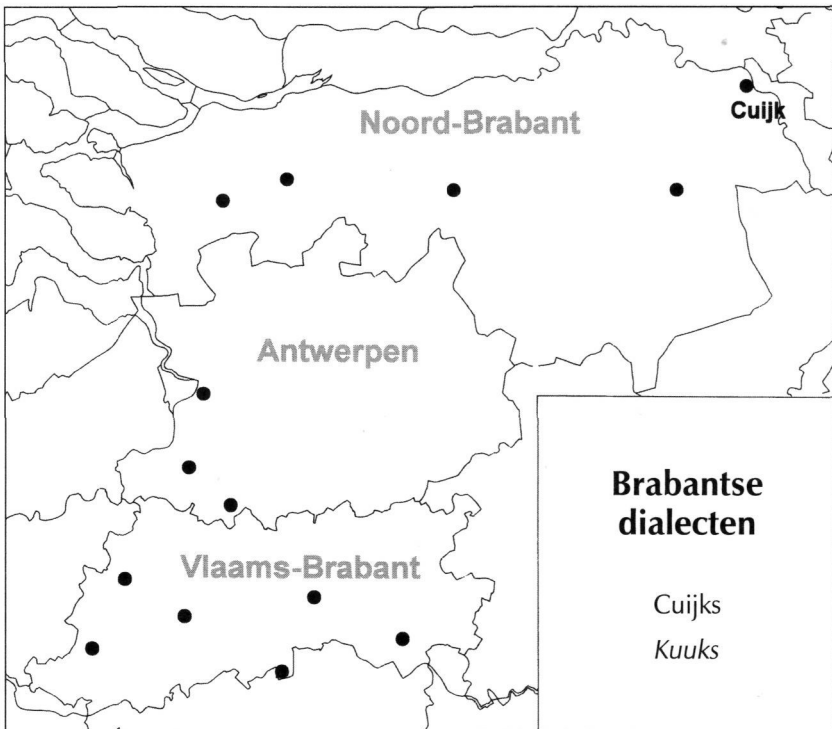 Noord-Brabant
Cuijk
Antwerpen
Vlaams-Brabant
Brabantse
dialecten
Cuijks
Kuuks